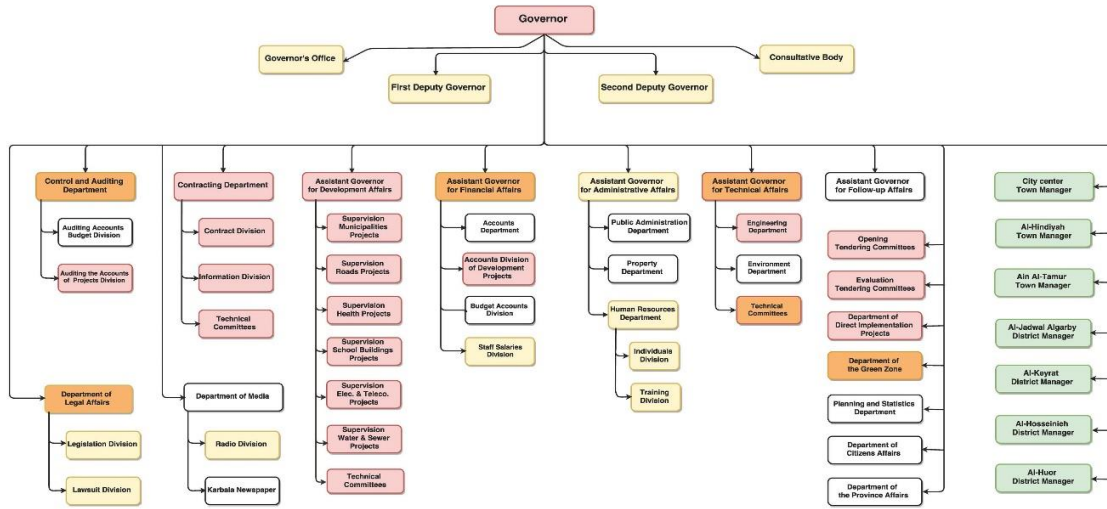 Governor
Governor's Office
Consultative Body
First Deputy Governor
Second Deputy Governor
Control and Auditing
Department
Auditing Accounts
Budget Division
Auditing the Accounts
of Projects Division
Department of
Legal Affairs
Legislation Division
Lawsuit Division
Contracting Department
Contract Division
Information Division
Technical
Committees
Department of Media
Radio Division
Karbala Newspaper
Assistant Governor
for Development Affairs
Supervision
Municipalities
Projects
Supervision
Roads Projects
Supervision
Health Projects
Supervision
School Buildings
Projects
Supervision
Elec. & Teleco.
Projects
Supervision
Water & Sewer
Projects
Technical
Committees
Assistant Governor
for Financial Affairs
Accounts
Department
Accounts Division
of Development
Projects
Budget Accounts
Division
Staff Salaries
Division
Assistant Governor
for Administrative Affairs
Public Administration
Department
Property
Department
Human Resources
Department
Individuals
Division
Training
Division
Assistant Governor
for Technical Affairs
Engineering
Department
Environment
Department
Technical
Committees
Assistant Governor
for Follow-up Affairs
Opening
Tendering Committees
Evaluation
Tendering Committees
Department of
Direct Implementation
Projects
Department of
the Green Zone
Planning and Statistics
Department
Department of
Citizens Affairs
Department of
the Province Affairs
City center
Town Manager
Al-Hindiyah
Town Manager
Ain Al-Tamur
Town Manager
Al-Jadwal Algarby
District Manager
Al-Keyrat
District Manager
Al-Hosseinieh
District Manager
Al-Huor
District Manager